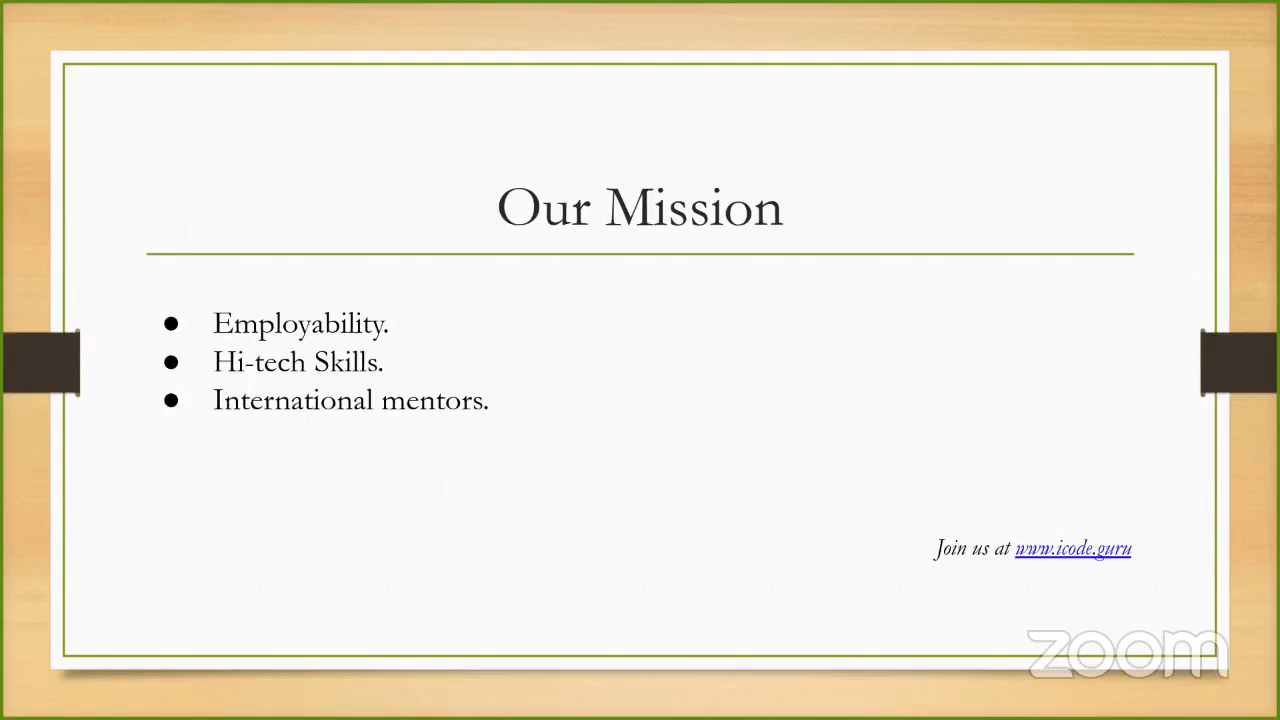 Our Mission
● Employability.
● Hi-tech Skills.
● International mentors.
Join us at www.icode.guru
zoom